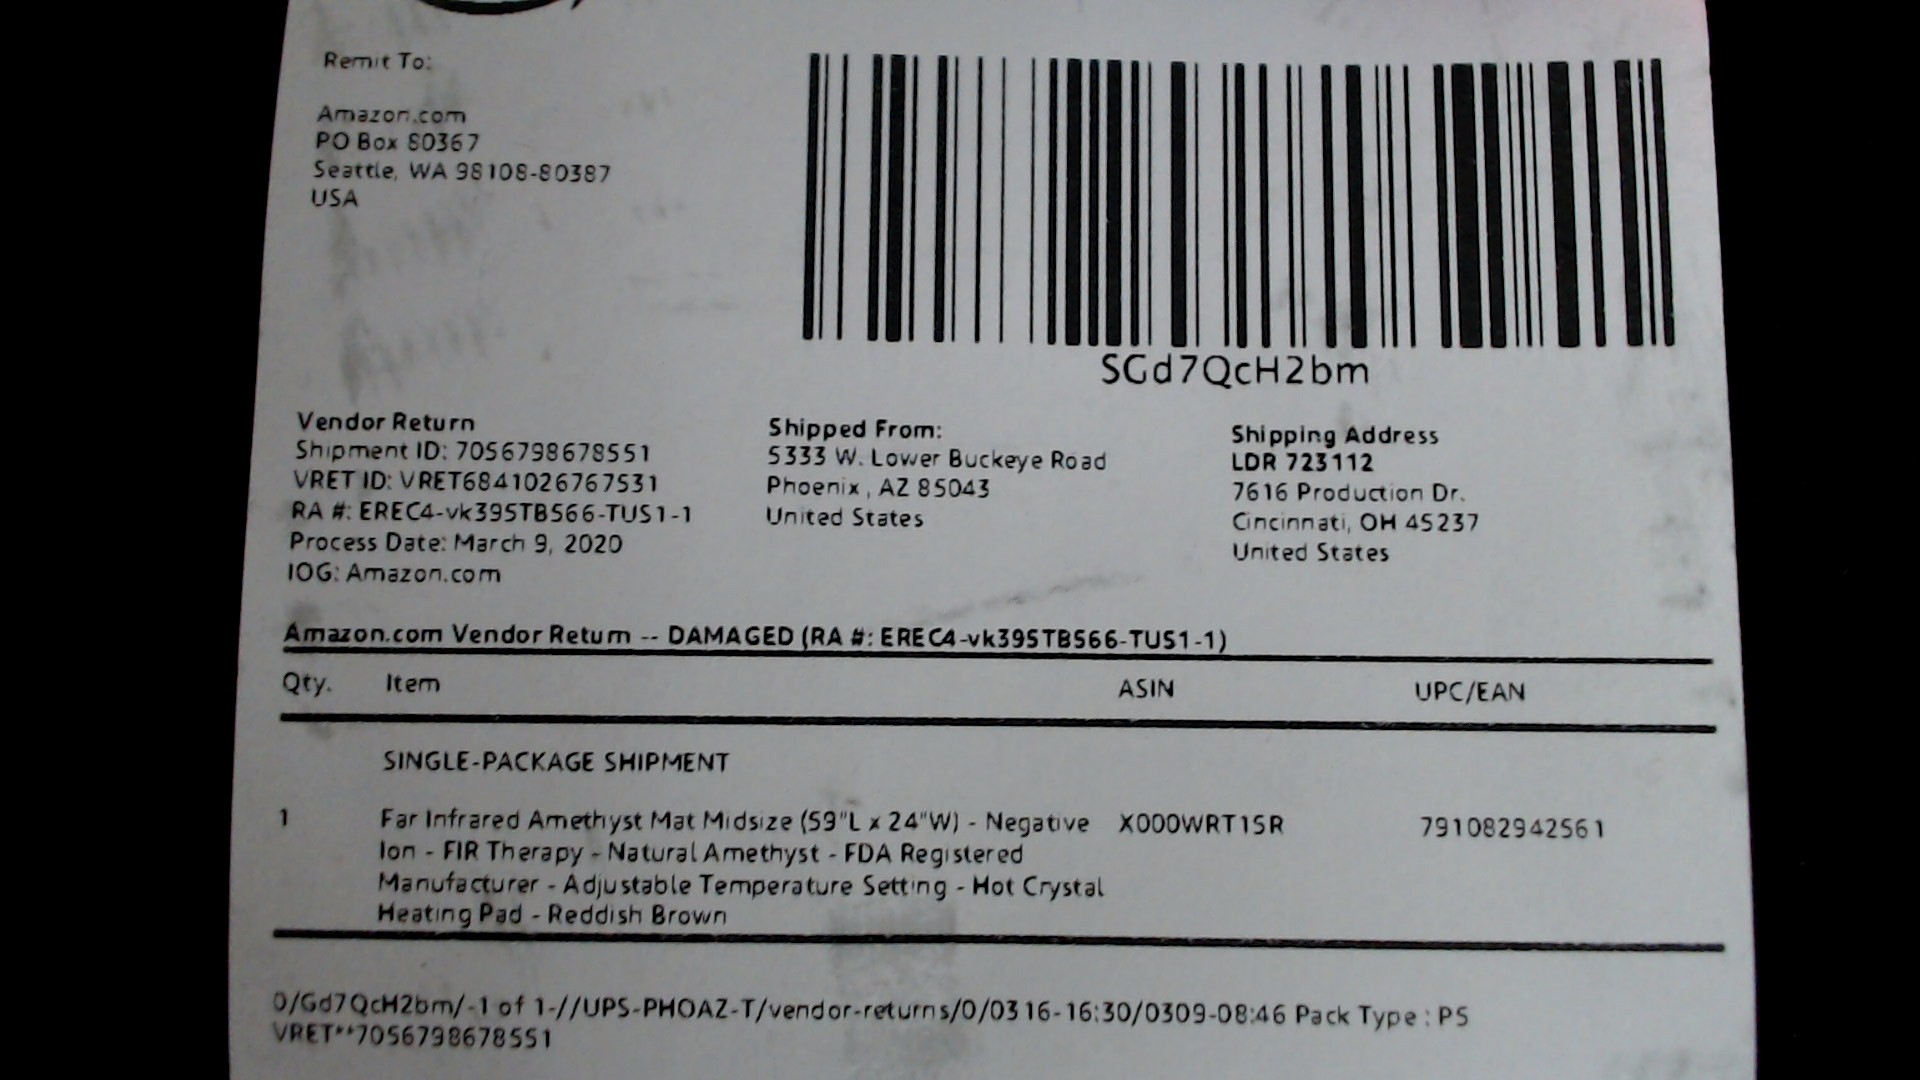 Remit To:
Amazon.com
PO Box 80367
Seattle, WA 98108-80387
USA
SGd7QcH2bm
Vendor Return
Shipment ID: 7056798678551
VRET ID: VRET6841026767531
RA #: EREC4-vk395TB566-TUS1-1
Process Date: March 9, 2020
IOG: Amazon.com
Shipped From:
5333 W. Lower Buckeye Road
Phoenix, AZ 85043
United States
Shipping Address
LDR 723112
7616 Production Dr.
Cincinnati, OH 45237
United States
Amazon.com Vendor Return -- DAMAGED (RA #: EREC4-vk395TB566-TUS1-1)
Qty. Item ASIN UPC/EAN
SINGLE-PACKAGE SHIPMENT
1 Far Infrared Amethyst Mat Midsize (59"L x 24"W) - Negative X000WRT1SR 791082942561
Ion - FIR Therapy - Natural Amethyst - FDA Registered
Manufacturer - Adjustable Temperature Setting - Hot Crystal
Heating Pad - Reddish Brown
0/Gd7QcH2bm/-1 of 1-//UPS-PHOAZ-T/vendor-returns/0/0316-16:30/0309-08:46 Pack Type : PS
VRET**7056798678551